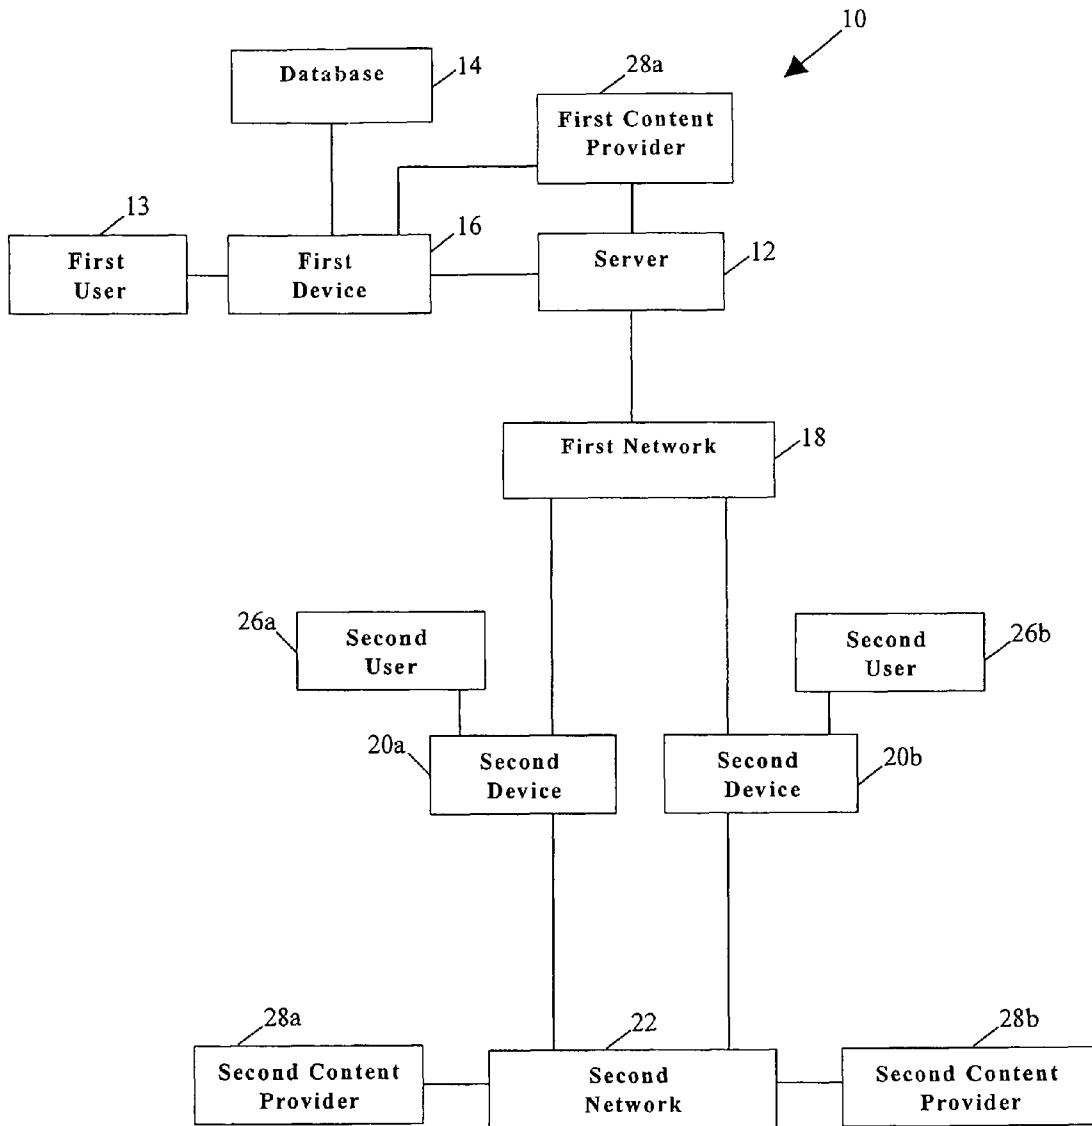 10
Database
14
28a
First Content
Provider
13
First
User
16
First
Device
Server
12
First Network
18
26a
Second
User
Second
User
26b
20a
Second
Device
Second
Device
20b
28a
Second Content
Provider
22
Second
Network
28b
Second Content
Provider